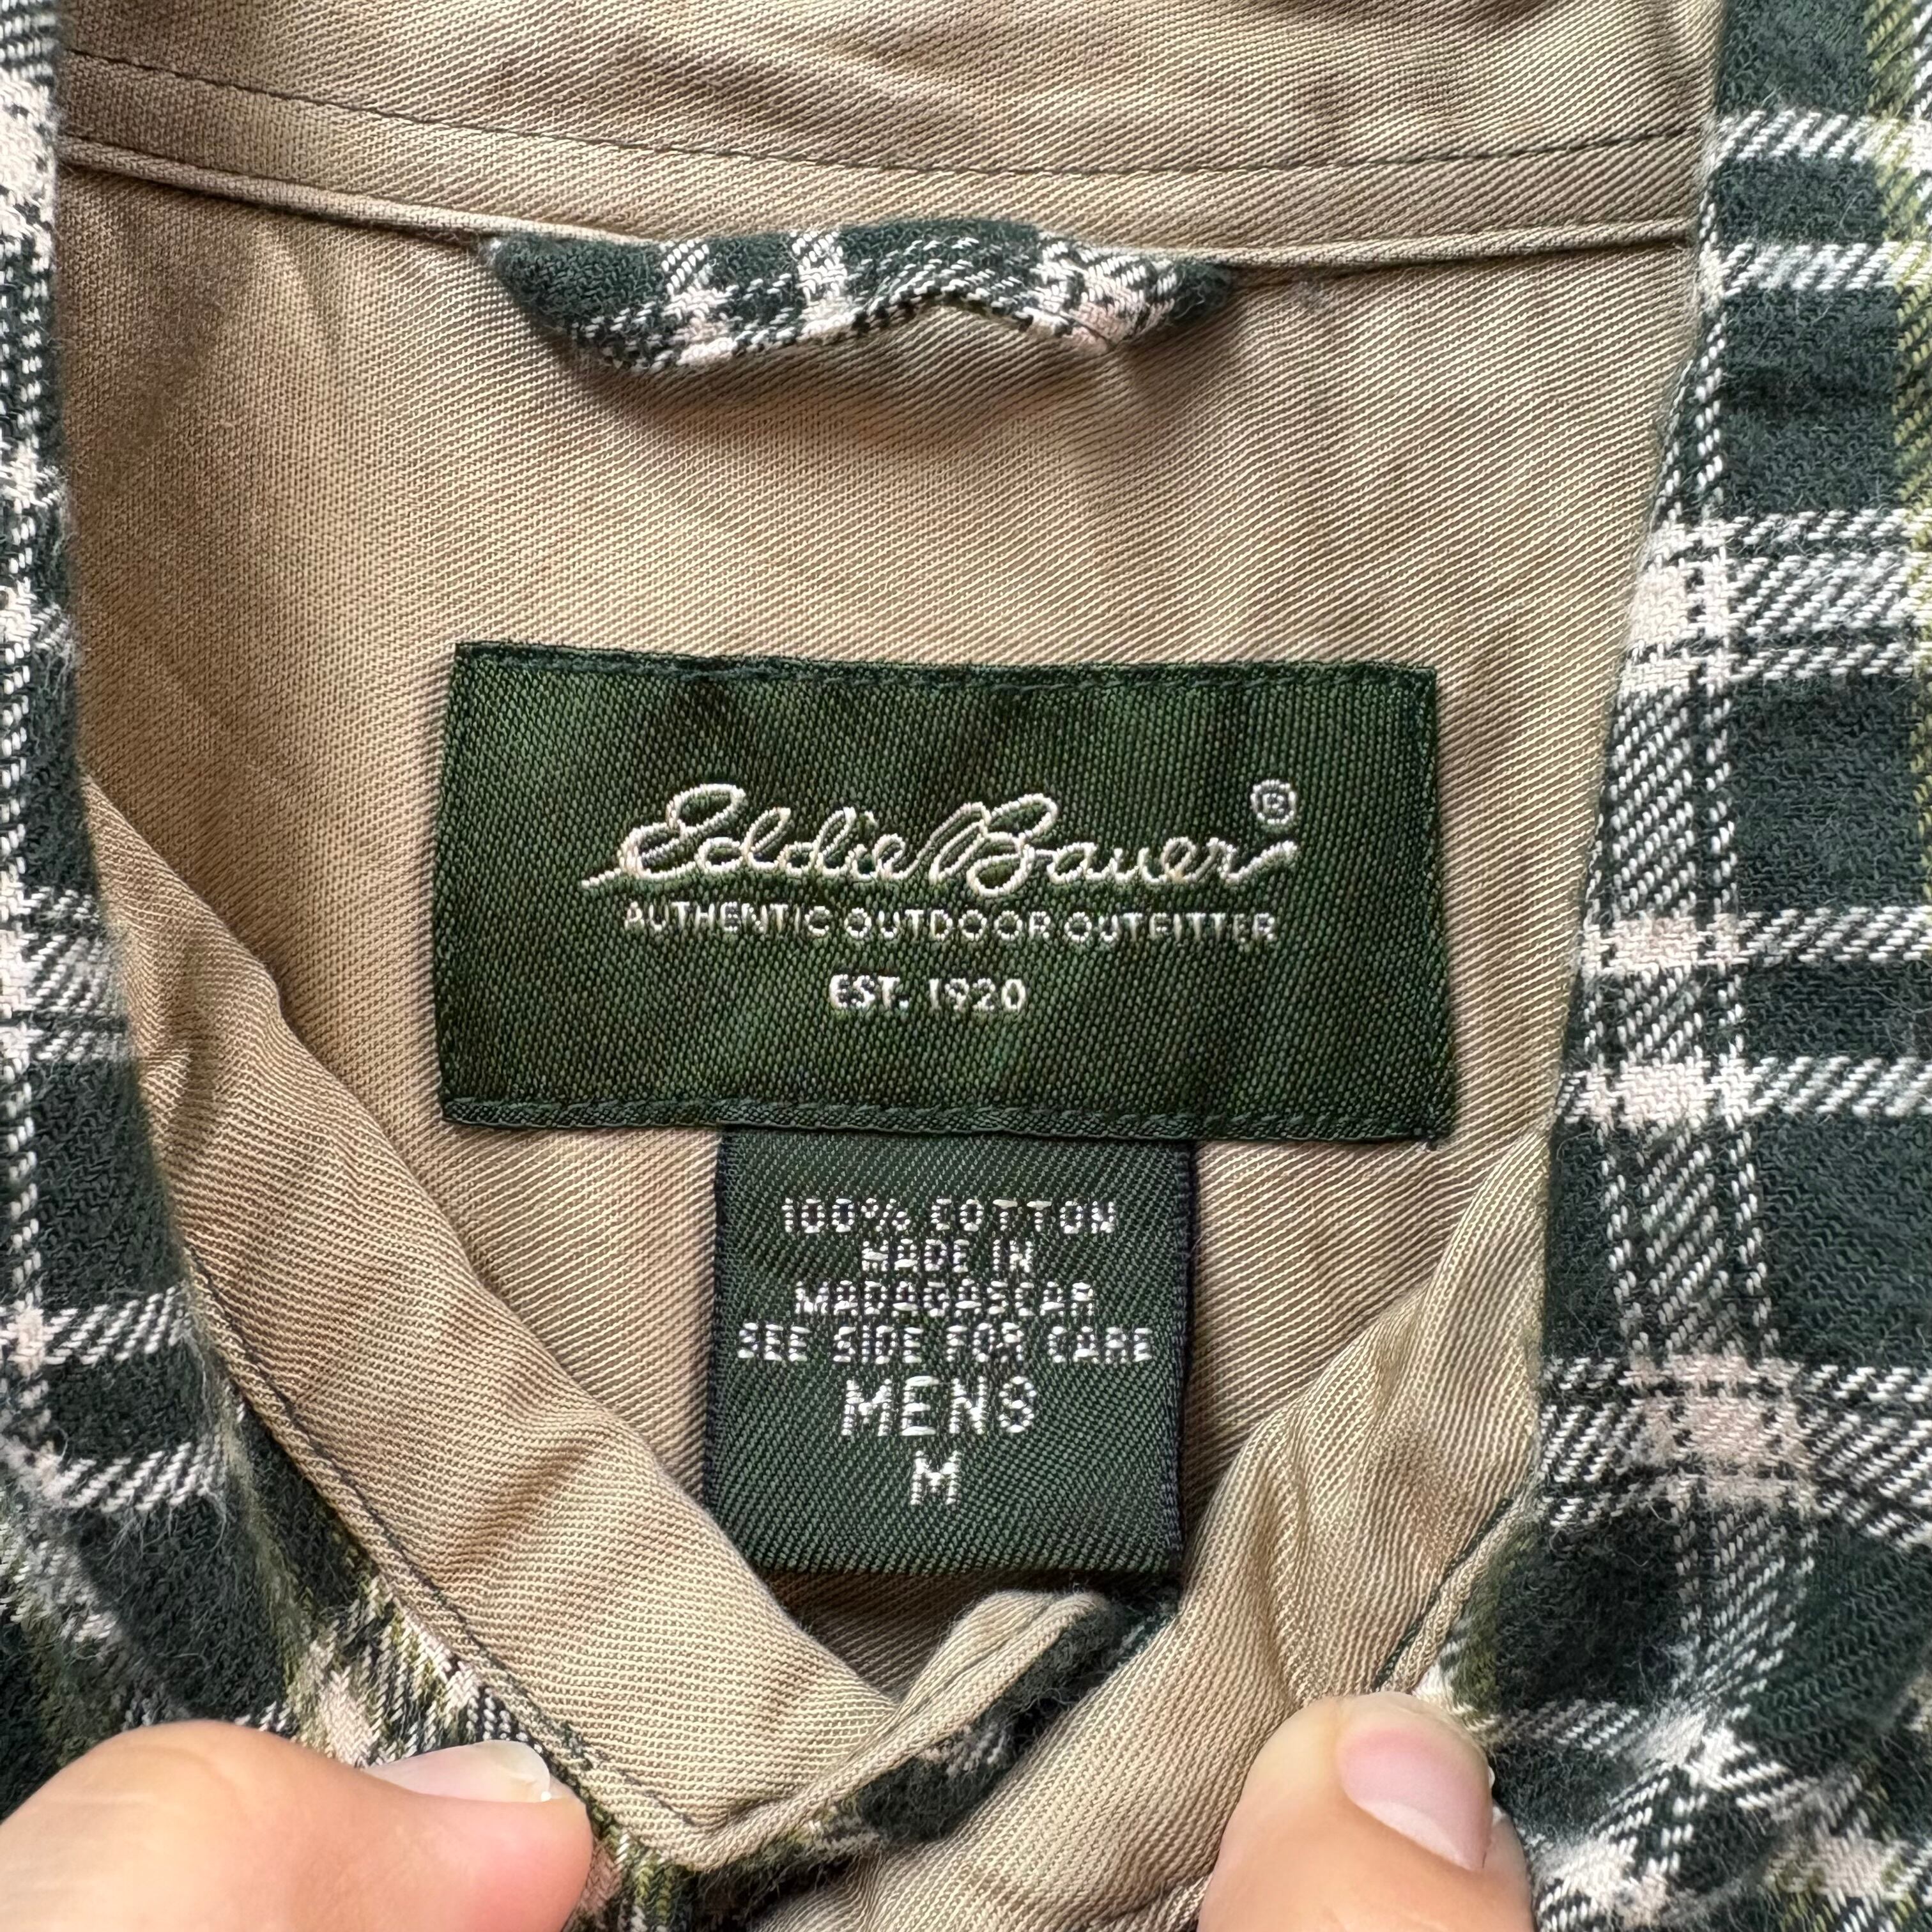 Eddie Bauer®
AUTHENTIC OUTDOOR OUTFITTER
EST. 1920
100% COTTON
MADE IN
MADAGASCAR
SEE SIDE FOR CARE
MENS
M